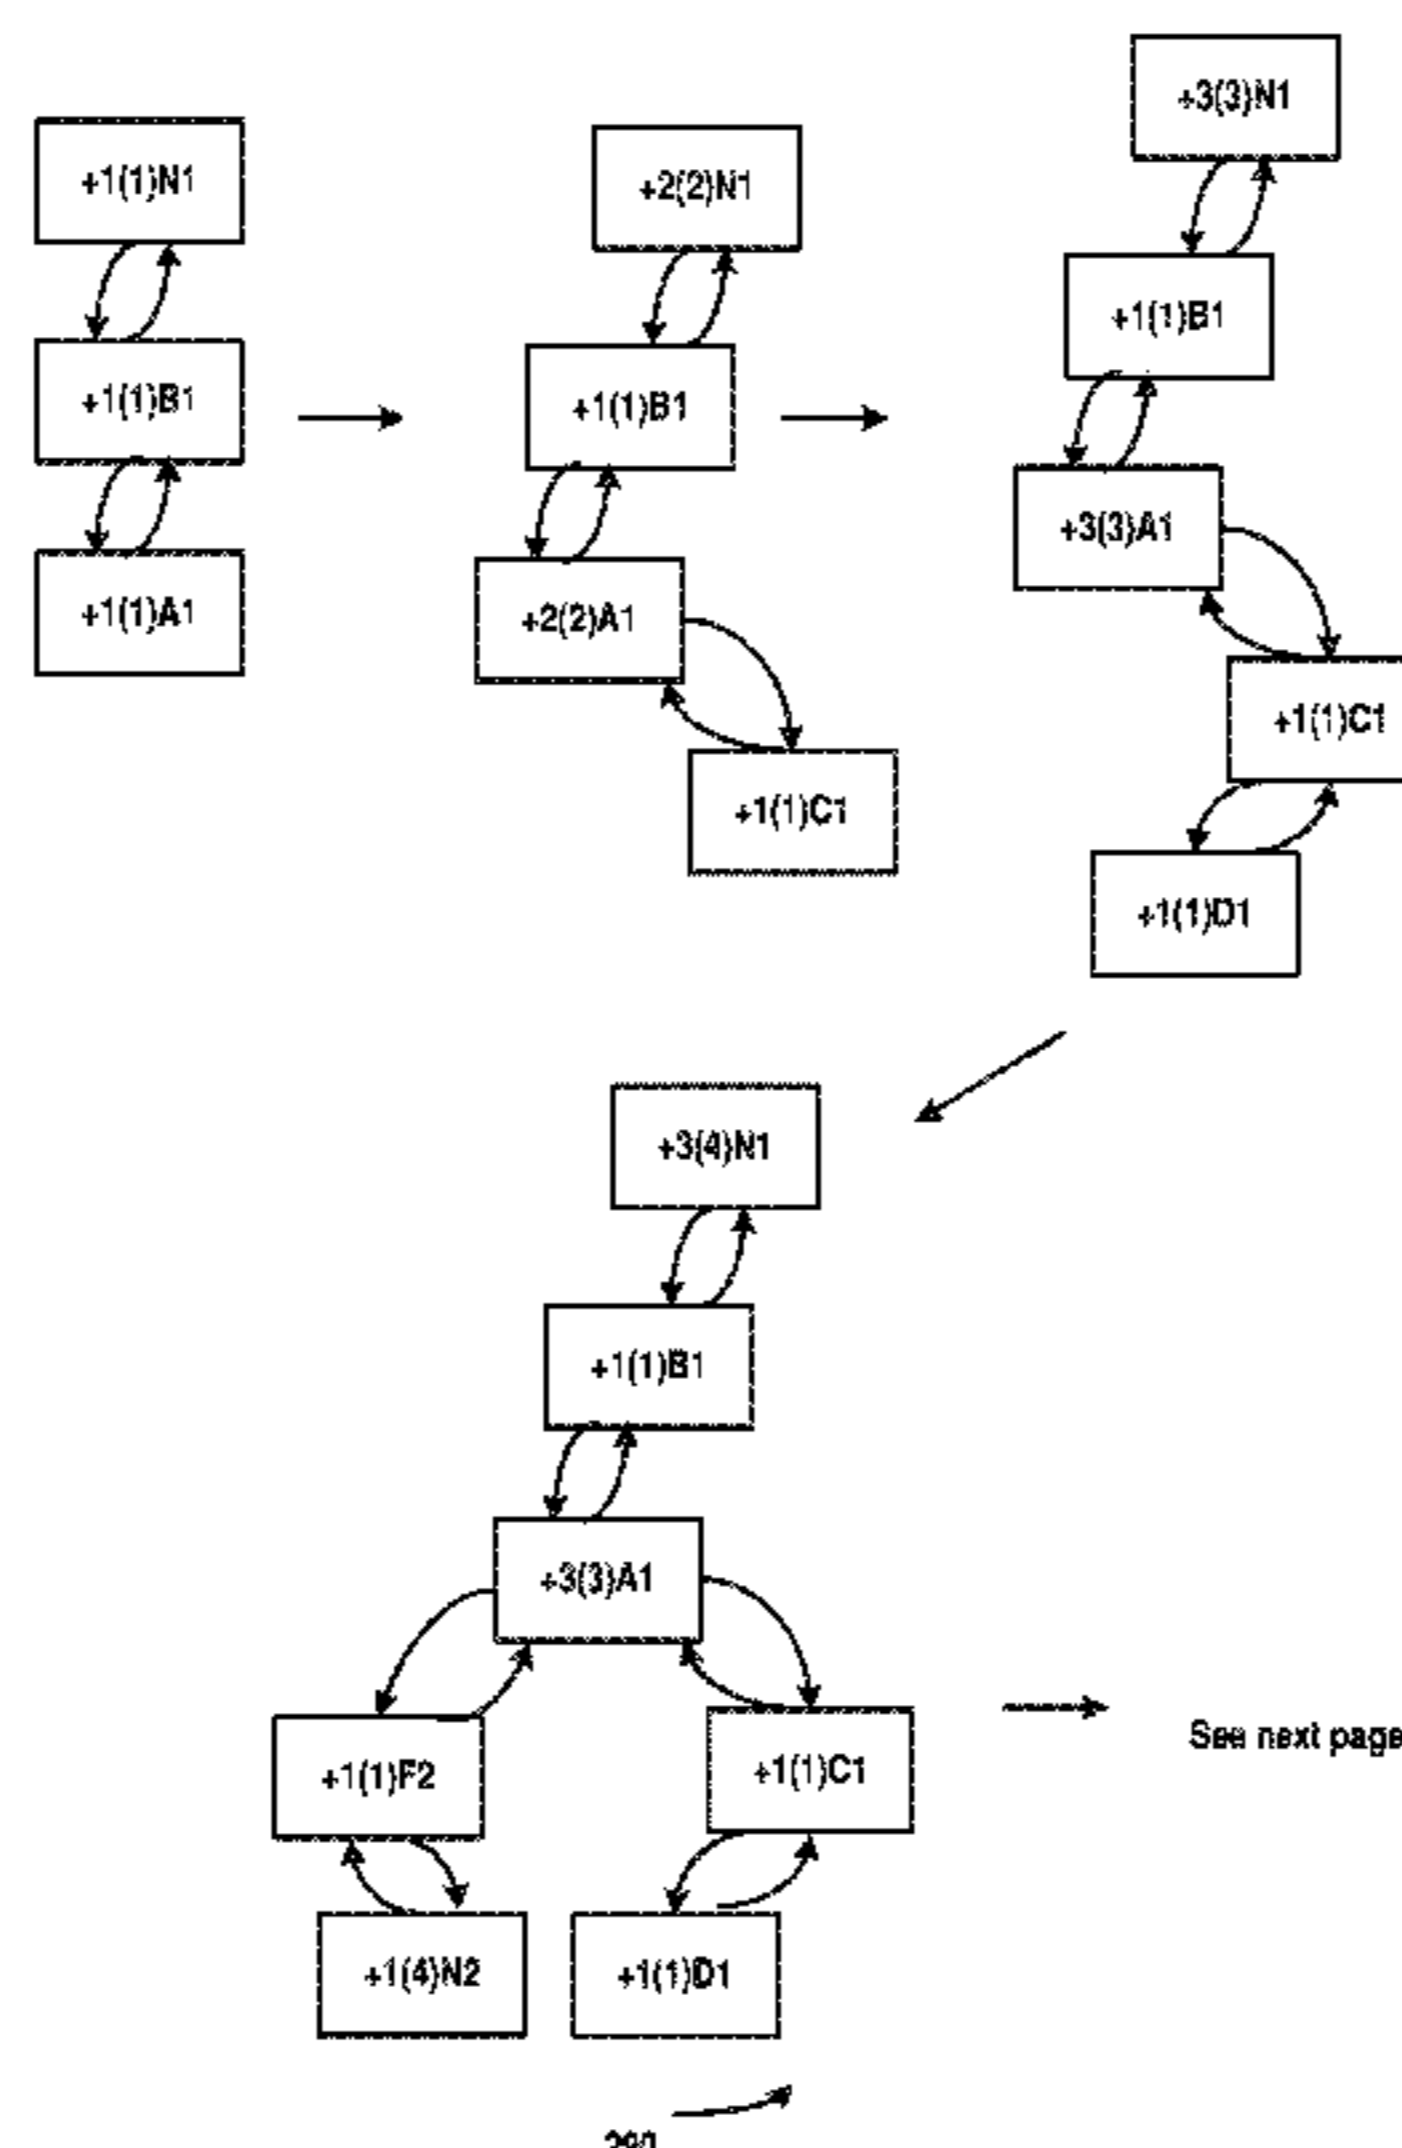 +1(1)N1
+1(1)B1
+1(1)A1
+2(2)N1
+1(1)B1
+2(2)A1
+1(1)C1
+3(3)N1
+1(1)B1
+3(3)A1
+1(1)C1
+1(1)D1
+3(4)N1
+1(1)B1
+3(3)A1
+1(1)F2
+1(1)C1
+1(4)N2
+1(1)D1
See next page